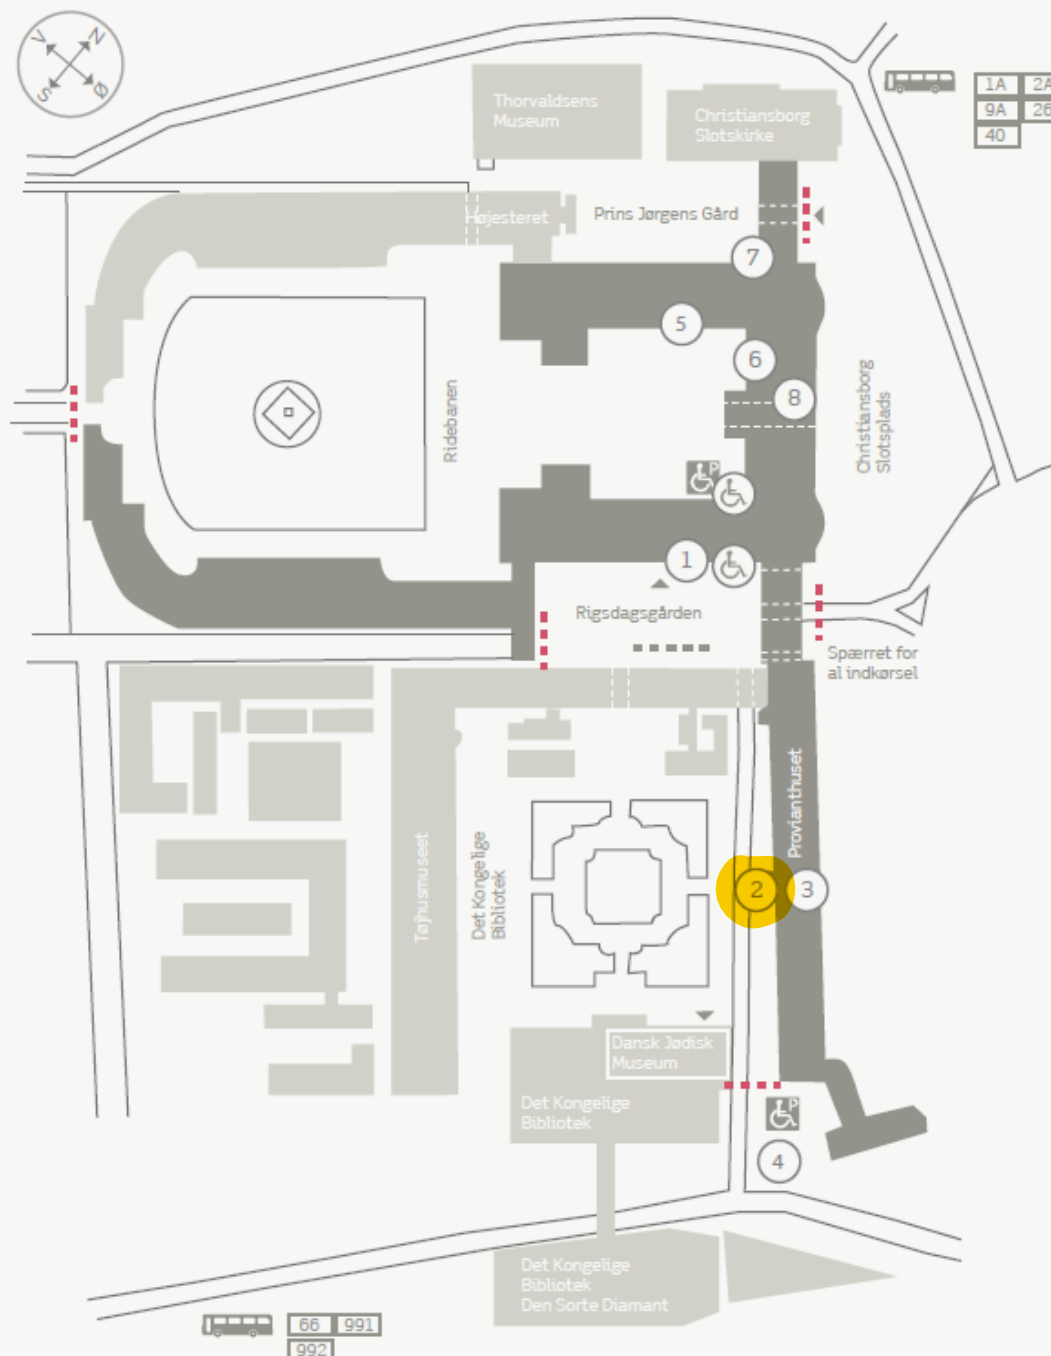 V
N
S
Ø
Thorvaldsens
Museum
Christiansborg
Slotskirke
1A
9A
26
40
Højesteret
Prins Jørgens Gård
7
5
6
8
Ridebanen
Christiansborg
Slotsplads
P
1
Rigsdagsgården
Spærret for
al indkørsel
Provianthuset
Tøjhusmuseet
Det Kongelige
Bibliotek
2
3
Dansk Jødisk
Museum
Det Kongelige
Bibliotek
P
4
Det Kongelige
Bibliotek
Den Sorte Diamant
66
991
992